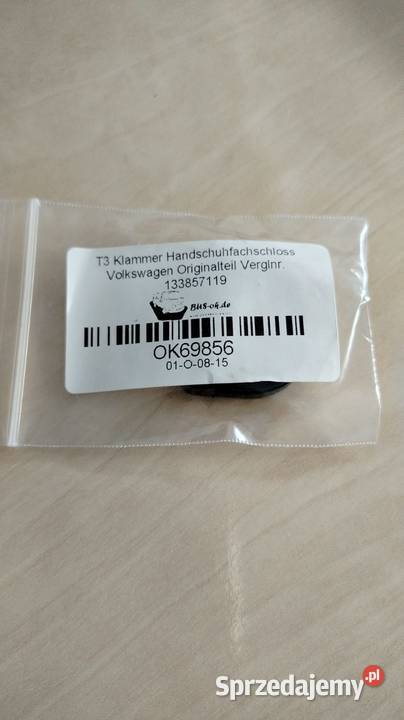 T3 Klammer Handschuhfachschloss
Volkswagen Originalteil Verglnr.
133857119
BUS-ok.de
OK69856
01-O-08-15
Sprzedajemy.pl